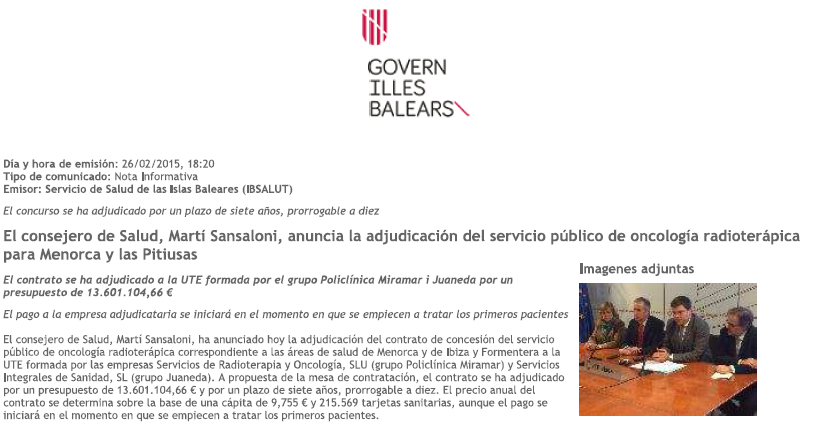 GOVERN
ILLES
BALEARS
Día y hora de emisión: 26/02/2015, 18:20
Tipo de comunicado: Nota Informativa
Emisor: Servicio de Salud de las Islas Baleares (IBSALUT)
El concurso se ha adjudicado por un plazo de siete años, prorrogable a diez
El consejero de Salud, Martí Sansaloni, anuncia la adjudicación del servicio público de oncología radioterápica
para Menorca y las Pitiusas
El contrato se ha adjudicado a la UTE formada por el grupo Policlínica Miramar i Juaneda por un
presupuesto de 13.601.104,66 €
El pago a la empresa adjudicataria se iniciará en el momento en que se empiecen a tratar los primeros pacientes
El consejero de Salud, Martí Sansaloni, ha anunciado hoy la adjudicación del contrato de concesión del servicio
público de oncología radioterápica correspondiente a las áreas de salud de Menorca y de Ibiza y Formentera a la
UTE formada por las empresas Servicios de Radioterapia y Oncología, SLU (grupo Policlínica Miramar) y Servicios
Integrales de Sanidad, SL (grupo Juaneda). A propuesta de la mesa de contratación, el contrato se ha adjudicado
por un presupuesto de 13.601.104,66 € y por un plazo de siete años, prorrogable a diez. El precio anual del
contrato se determina sobre la base de una cápita de 9,755 € y 215.569 tarjetas sanitarias, aunque el pago se
iniciará en el momento en que se empiecen a tratar los primeros pacientes.
Imagenes adjuntas